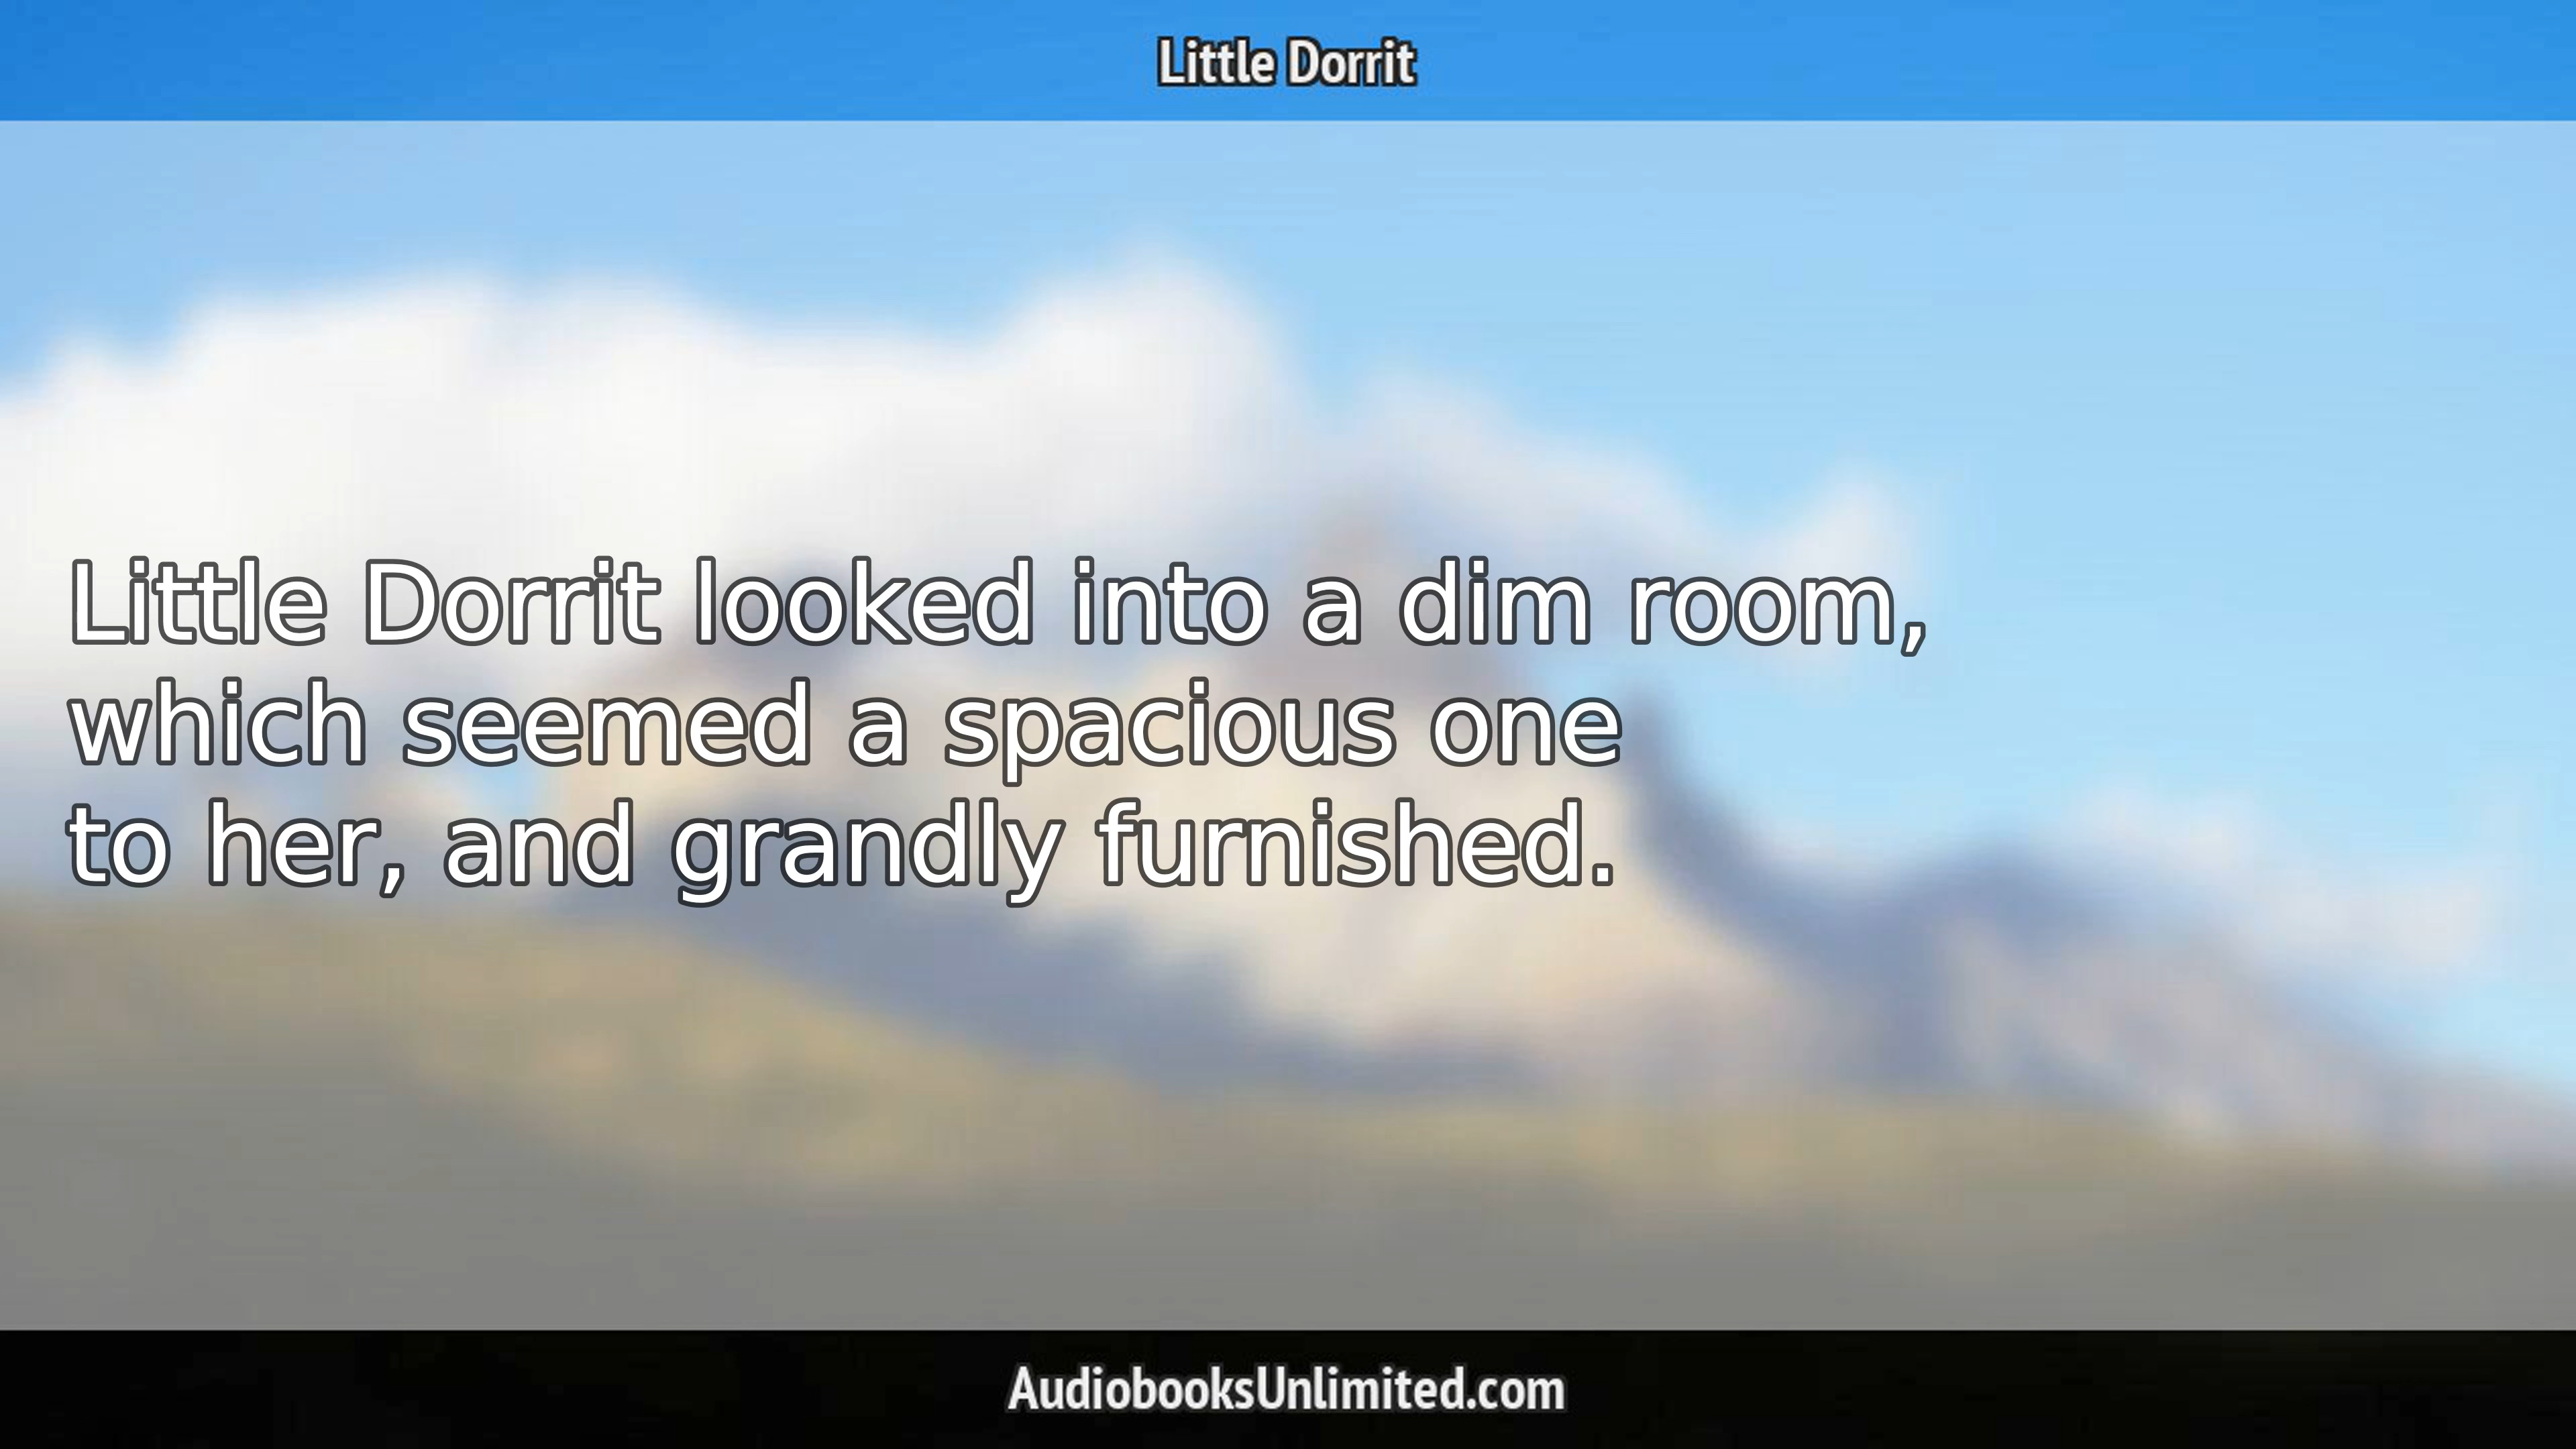 Little Dorrit
Little Dorrit looked into a dim room,
which seemed a spacious one
to her, and grandly furnished.
AudiobooksUnlimited.com